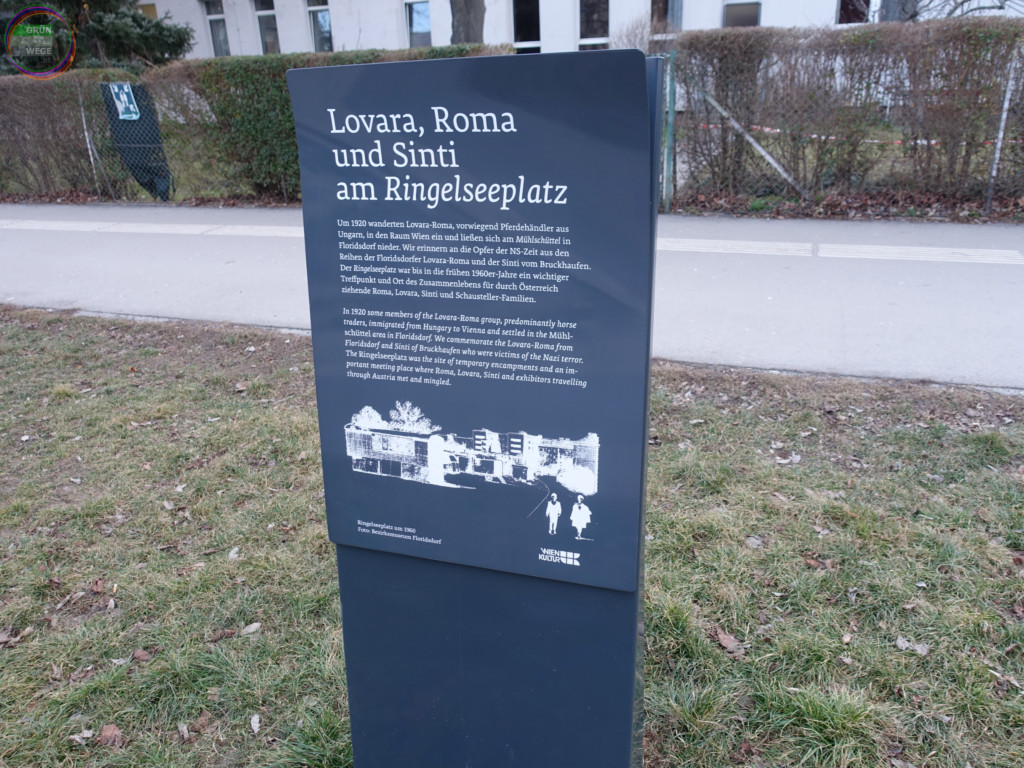 GRÜN
WEGE
Lovara, Roma
und Sinti
am Ringelseeplatz
Um 1920 wanderten Lovara-Roma, vorwiegend Pferdehändler aus
Ungarn, in den Raum Wien ein und ließen sich am Mühlschüttel in
Floridsdorf nieder. Wir erinnern an die Opfer der NS-Zeit aus den
Reihen der Floridsdorfer Lovara-Roma und der Sinti vom Bruckhaufen.
Der Ringelseeplatz war bis in die frühen 1960er-Jahre ein wichtiger
Treffpunkt und Ort des Zusammenlebens für durch Österreich
ziehende Roma, Lovara, Sinti und Schausteller-Familien.
In 1920 some members of the Lovara-Roma group, predominantly horse
traders, immigrated from Hungary to Vienna and settled in the Mühl-
schüttel area in Floridsdorf. We commemorate the Lovara-Roma from
Floridsdorf and Sinti of Bruckhaufen who were victims of the Nazi terror.
The Ringelseeplatz was the site of temporary encampments and an im-
portant meeting place where Roma, Lovara, Sinti and exhibitors travelling
through Austria met and mingled.
Ringelseeplatz um 1960
Foto: Bezirksmuseum Floridsdorf
WIEN
KULTUR